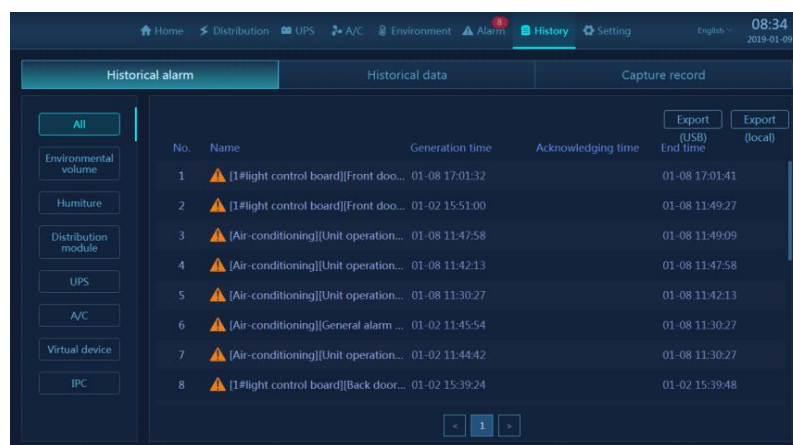 Home Distribution UPS A/C Environment Alarm 8 History Setting English 08:34
2019-01-09
Historical alarm Historical data Capture record
All
Environmental
volume
Humiture
Distribution
module
UPS
A/C
Virtual device
IPC
Export
(USB)
Export
(local)
No. Name Generation time Acknowledging time End time
1 [1#light control board][Front doo... 01-08 17:01:32 01-08 17:01:41
2 [1#light control board][Front doo... 01-02 15:51:00 01-08 11:49:27
3 [Air-conditioning][Unit operation... 01-08 11:47:58 01-08 11:49:09
4 [Air-conditioning][Unit operation... 01-08 11:42:13 01-08 11:47:58
5 [Air-conditioning][Unit operation... 01-08 11:30:27 01-08 11:42:13
6 [Air-conditioning][General alarm ... 01-02 11:45:54 01-08 11:30:27
7 [Air-conditioning][Unit operation... 01-02 11:44:42 01-08 11:30:27
8 [1#light control board][Back door... 01-02 15:39:24 01-02 15:39:48
< 1 >